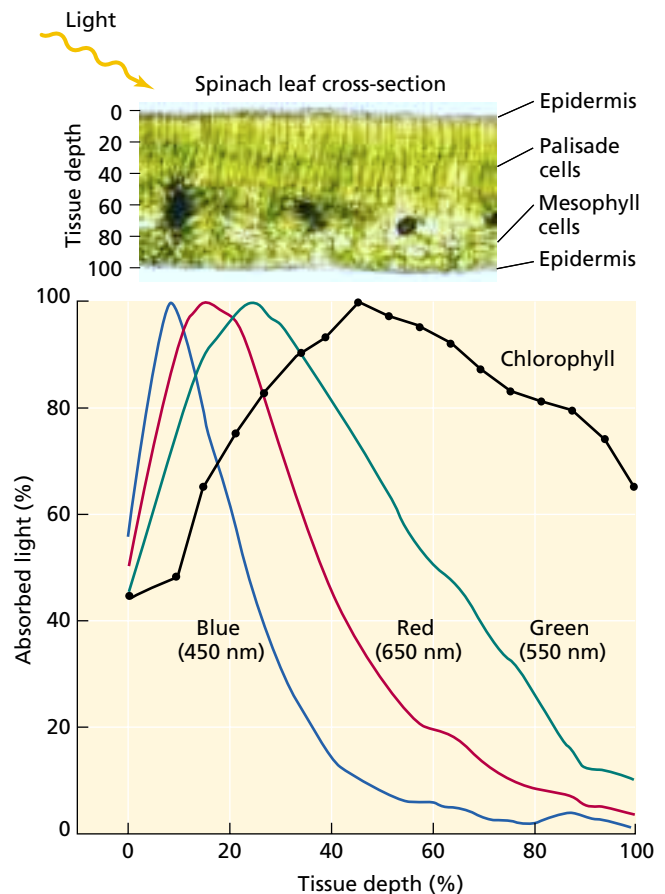 Light
Spinach leaf cross-section
Tissue depth
0
20
40
60
80
100
Epidermis
Palisade
cells
Mesophyll
cells
Epidermis
Absorbed light (%)
100
80
60
40
20
0
Chlorophyll
Blue
(450 nm)
Red
(650 nm)
Green
(550 nm)
0
20
40
60
80
100
Tissue depth (%)